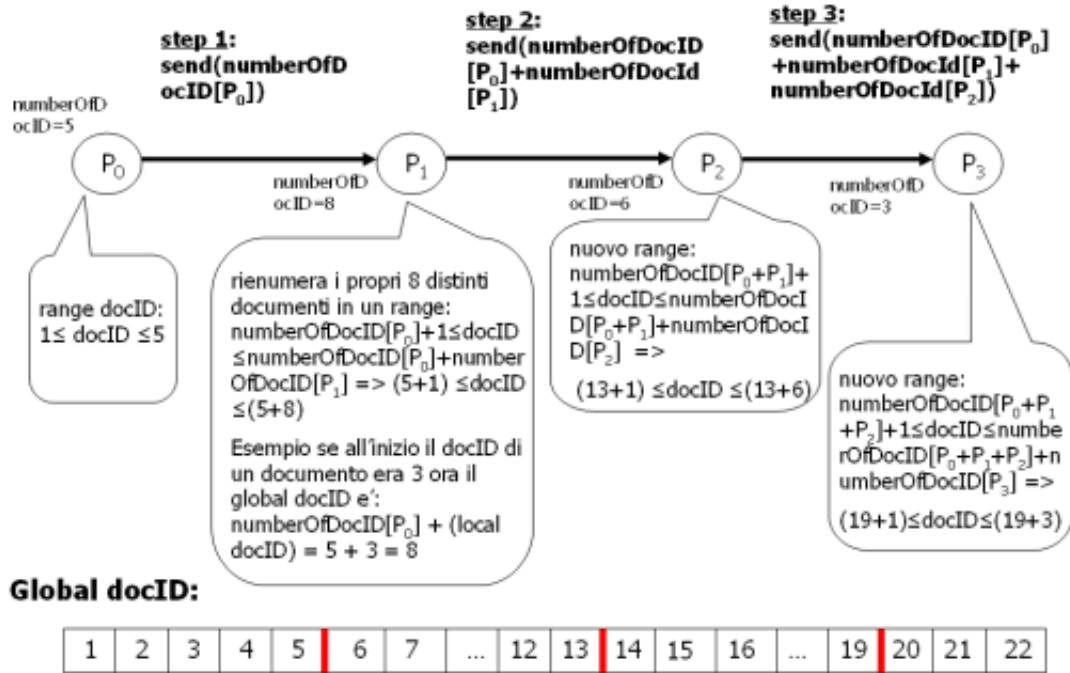 step 1:
send(numberOfD
ocID[P0])
step 2:
send(numberOfDocID
[P0]+numberOfDocId
[P1])
step 3:
send(numberOfDocID[P0]
+numberOfDocId[P1]+
numberOfDocId[P2])
numberOfD
ocID=5
P0
P1
P2
P3
numberOfD
ocID=8
numberOfD
ocID=6
numberOfD
ocID=3
range docID:
1≤ docID ≤5
rienumera i propri 8 distinti
documenti in un range:
numberOfDocID[P0]+1≤docID
≤numberOfDocID[P0]+number
OfDocID[P1] => (5+1) ≤docID
≤(5+8)
Esempio se all'inizio il docID di
un documento era 3 ora il
global docID e':
numberOfDocID[P0] + (local
docID) = 5 + 3 = 8
nuovo range:
numberOfDocID[P0+P1]+
1≤docID≤numberOfDocI
D[P0+P1]+numberOfDocI
D[P2] =>
(13+1) ≤docID ≤(13+6)
nuovo range:
numberOfDocID[P0+P1
+P2]+1≤docID≤numbe
rOfDocID[P0+P1+P2]+n
umberOfDocID[P3] =>
(19+1)≤docID≤(19+3)
Global docID:
1 2 3 4 5 6 7 ... 12 13 14 15 16 ... 19 20 21 22